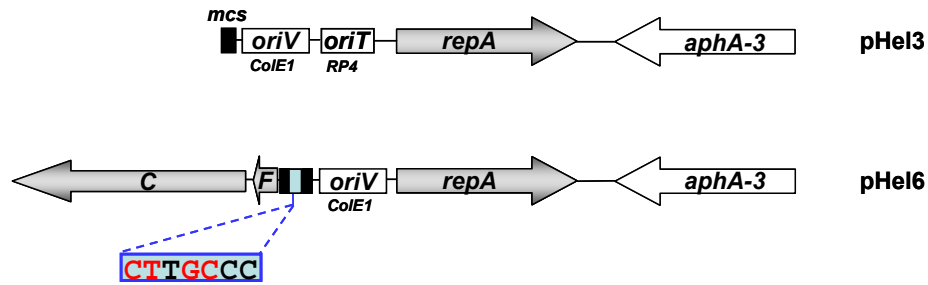 mcs
oriV oriT repA aphA-3 pHel3
ColE1 RP4
C F oriV repA aphA-3 pHel6
ColE1
CTTGCCC